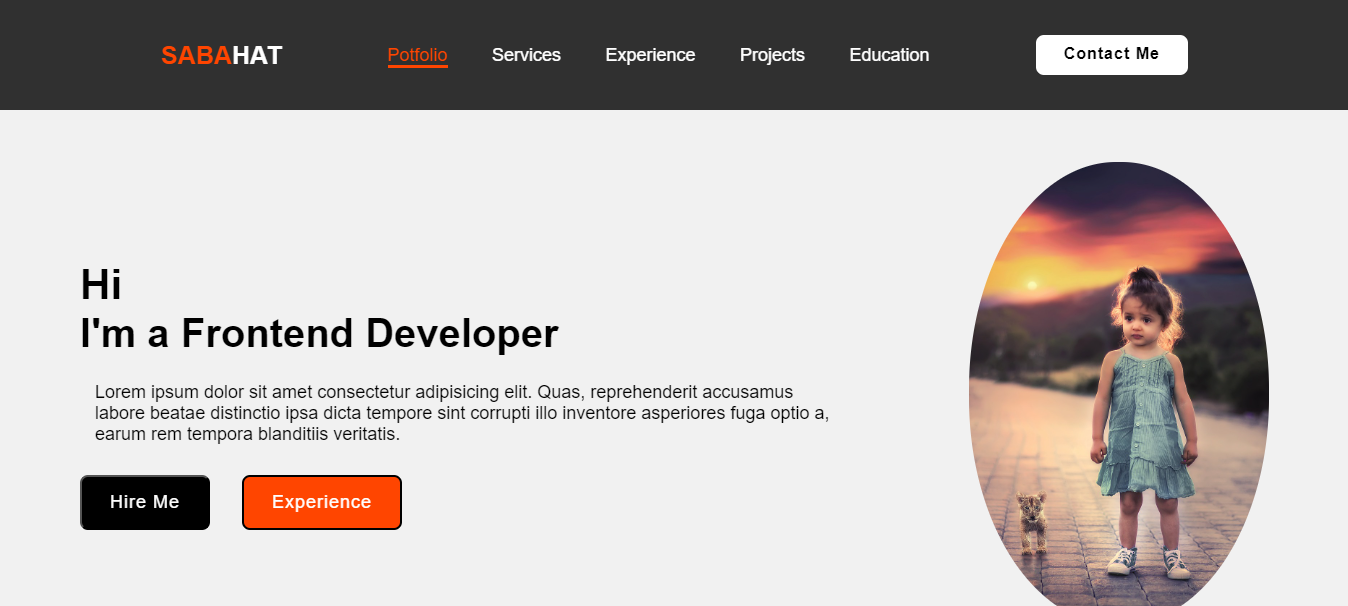 SABAHAT
Potfolio
Services
Experience
Projects
Education
Contact Me
Hi
I'm a Frontend Developer
Lorem ipsum dolor sit amet consectetur adipisicing elit. Quas, reprehenderit accusamus
labore beatae distinctio ipsa dicta tempore sint corrupti illo inventore asperiores fuga optio a,
earum rem tempora blanditiis veritatis.
Hire Me
Experience